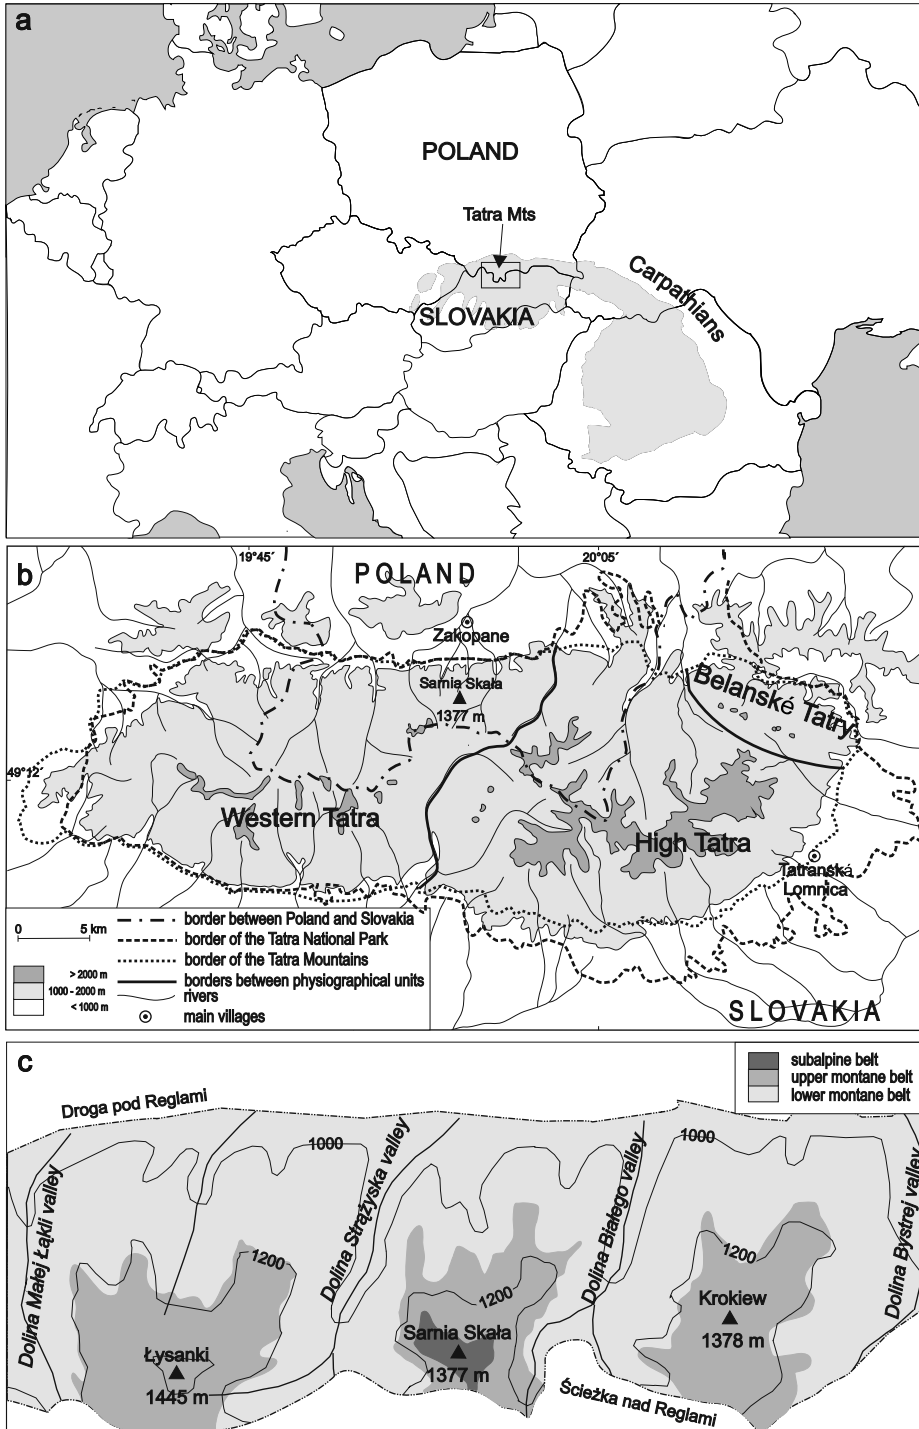 a
POLAND
Tatra Mts
Carpathians
SLOVAKIA
b
19°45´
20°05´
POLAND
Zakopane
Sarnia Skała
1377 m
Belanské Tatry
49°12´
Western Tatra
High Tatra
Tatranská
Lomnica
0 5 km
> 2000 m
1000 - 2000 m
< 1000 m
border between Poland and Slovakia
border of the Tatra National Park
border of the Tatra Mountains
borders between physiographical units
rivers
main villages
SLOVAKIA
c
subalpine belt
upper montane belt
lower montane belt
Droga pod Reglami
1000
1000
Dolina Małej Łąkli valley
Dolina Strążyska valley
Dolina Białego valley
Dolina Bystrej valley
1200
1200
1200
Łysanki
1445 m
Sarnia Skała
1377 m
Krokiew
1378 m
Ścieżka nad Reglami